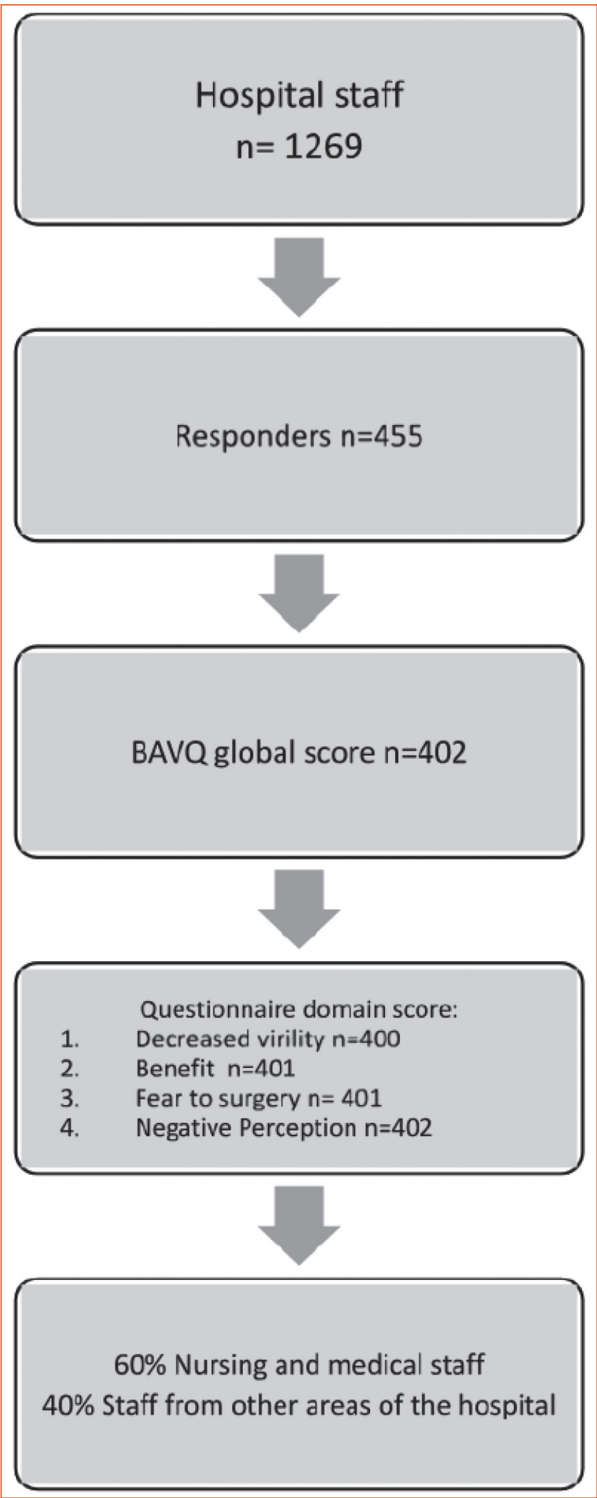 Hospital staff
n= 1269
Responders n=455
BAVQ global score n=402
Questionnaire domain score:
1. Decreased virility n=400
2. Benefit n=401
3. Fear to surgery n= 401
4. Negative Perception n=402
60% Nursing and medical staff
40% Staff from other areas of the hospital